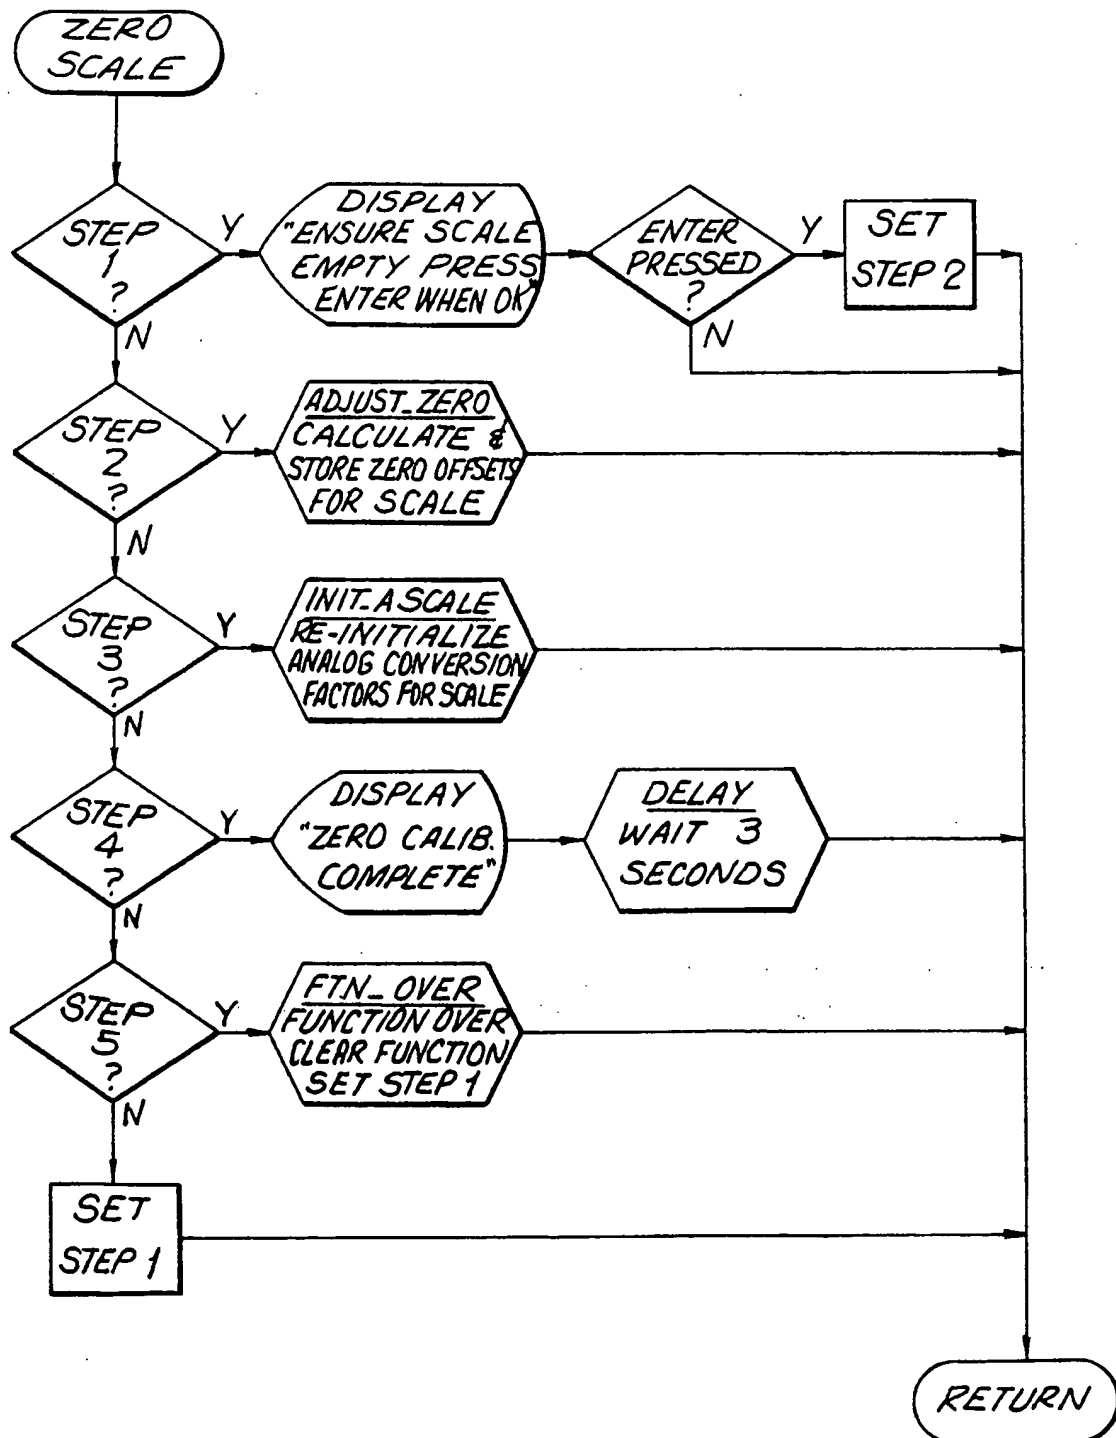 ZERO
SCALE
STEP
1
?
Y
DISPLAY
"ENSURE SCALE
EMPTY PRESS
ENTER WHEN OK"
ENTER
PRESSED
?
Y
SET
STEP 2
N
N
STEP
2
?
Y
ADJUST_ZERO
CALCULATE &
STORE ZERO OFFSETS
FOR SCALE
N
STEP
3
?
Y
INIT_ASCALE
RE-INITIALIZE
ANALOG CONVERSION
FACTORS FOR SCALE
N
STEP
4
?
Y
DISPLAY
"ZERO CALIB.
COMPLETE"
DELAY
WAIT 3
SECONDS
N
STEP
5
?
Y
FTN_OVER
FUNCTION OVER
CLEAR FUNCTION
SET STEP 1
N
SET
STEP 1
RETURN